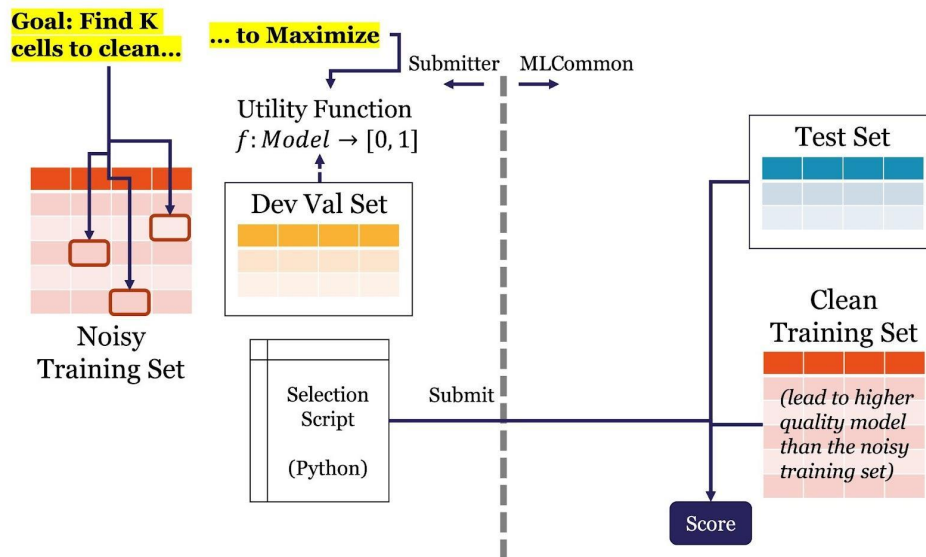 Goal: Find K
cells to clean...
... to Maximize
Submitter
MLCommon
Utility Function
f: Model → [0, 1]
Test Set
Dev Val Set
Noisy
Training Set
Clean
Training Set
Selection
Script
(Python)
Submit
(lead to higher
quality model
than the noisy
training set)
Score